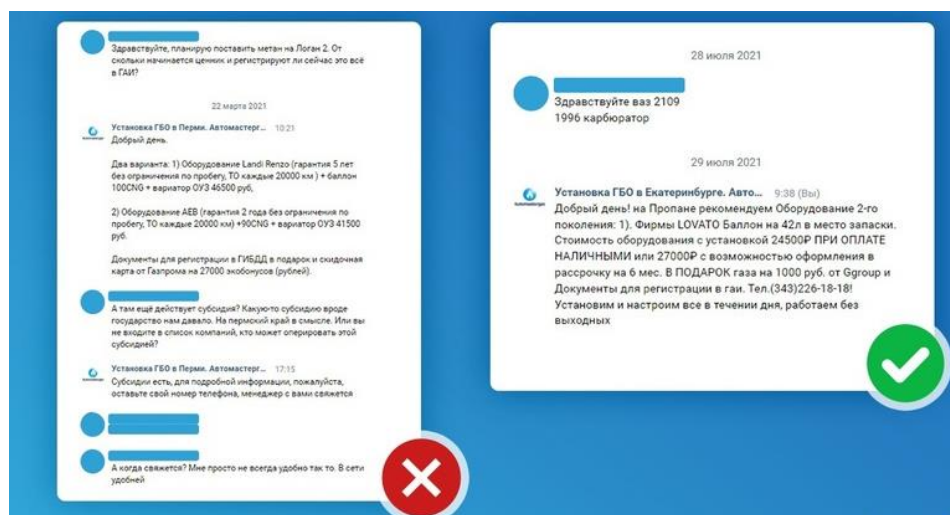 Здравствуйте, планирую поставить метан на Логан 2. От
скольки начинается ценник и регистрируют ли сейчас это всё
в ГАИ?
22 марта 2021
Установка ГБО в Перми. Автомастерг... 10:21
Добрый день.
Два варианта: 1) Оборудование Landi Renzo (гарантия 5 лет
без ограничения по пробегу, ТО каждые 20000 км ) + баллон
100CNG + вариатор ОУЗ 46500 руб,
2) Оборудование AEB (гарантия 2 года без ограничения по
пробегу, ТО каждые 20000 км) +90CNG + вариатор ОУЗ 41500
руб.
Документы для регистрации в ГИБДД в подарок и скидочная
карта от Газпрома на 27000 экобонусов (рублей).
А там ещё действует субсидия? Какую-то субсидию вроде
государство нам давало. На пермский край в смысле. Или вы
не входите в список компаний, кто может оперировать этой
субсидией?
Установка ГБО в Перми. Автомастерг... 17:15
Субсидии есть, для подробной информации, пожалуйста,
оставьте свой номер телефона, менеджер с вами свяжется
А когда свяжется? Мне просто не всегда удобно так то. В сети
удобней
28 июля 2021
Здравствуйте ваз 2109
1996 карбюратор
29 июля 2021
Установка ГБО в Екатеринбурге. Авто... 9:38 (Вы)
Добрый день! на Пропане рекомендуем Оборудование 2-го
поколения: 1). Фирмы LOVATO Баллон на 42л в место запаски.
Стоимость оборудования с установкой 24500₽ ПРИ ОПЛАТЕ
НАЛИЧНЫМИ или 27000₽ с возможностью оформления в
рассрочку на 6 мес. В ПОДАРОК газа на 1000 руб. от Ggroup и
Документы для регистрации в гаи. Тел.(343)226-18-18!
Установим и настроим все в течении дня, работаем без
выходных